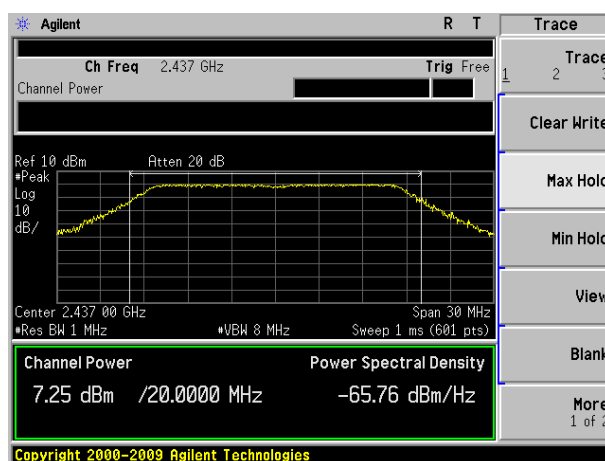 Agilent R T Trace
Ch Freq 2.437 GHz Trig Free
Channel Power
Trace
1 2 3
Clear Write
Max Hold
Min Hold
View
Blank
More
1 of 2
Ref 10 dBm Atten 20 dB
#Peak
Log
10
dB/
Center 2.437 00 GHz Span 30 MHz
#Res BW 1 MHz #VBW 8 MHz Sweep 1 ms (601 pts)
Channel Power Power Spectral Density
7.25 dBm /20.0000 MHz -65.76 dBm/Hz
Copyright 2000-2009 Agilent Technologies